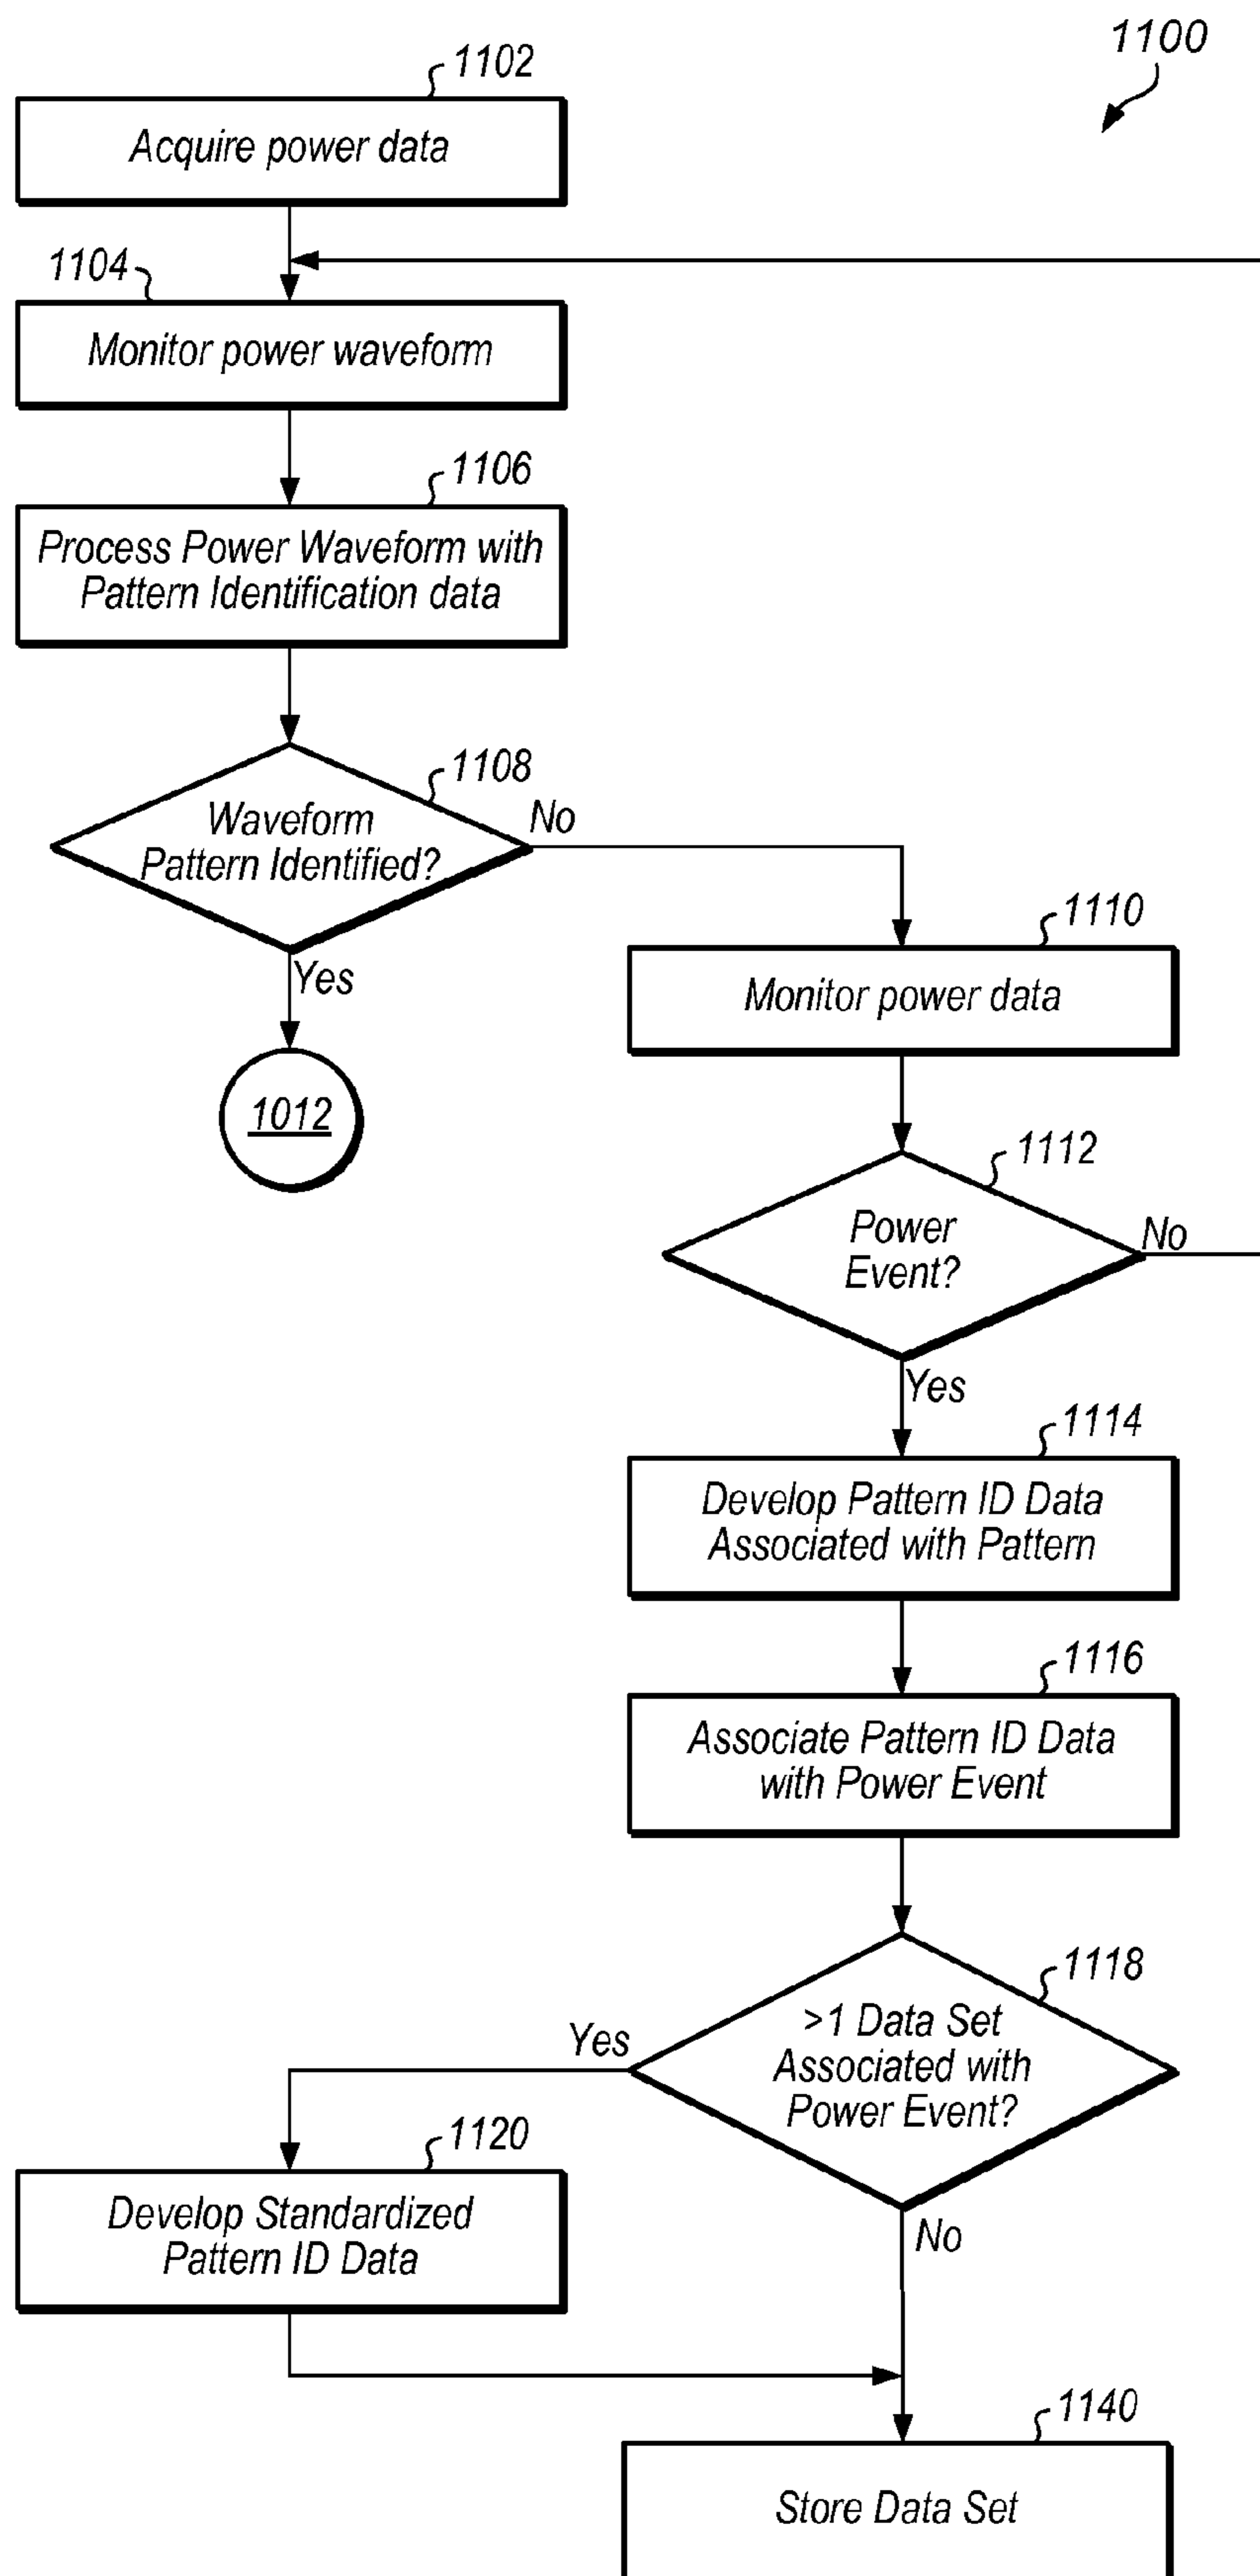 1100
1102
Acquire power data
1104
Monitor power waveform
1106
Process Power Waveform with
Pattern Identification data
1108
Waveform
Pattern Identified?
No
Yes
1012
1110
Monitor power data
1112
Power
Event?
No
Yes
1114
Develop Pattern ID Data
Associated with Pattern
1116
Associate Pattern ID Data
with Power Event
1118
>1 Data Set
Associated with
Power Event?
Yes
No
1120
Develop Standardized
Pattern ID Data
1140
Store Data Set